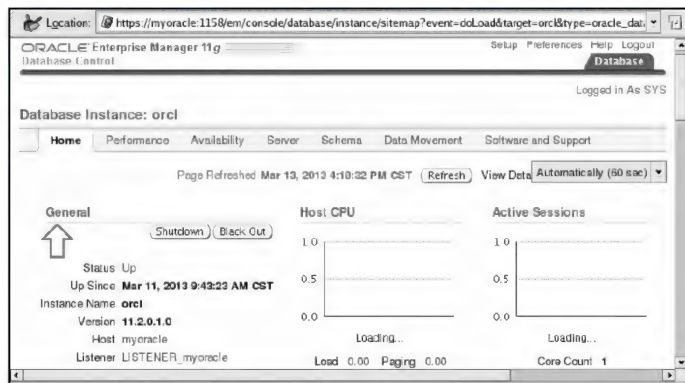 Location: https://myoracle:1158/em/console/database/instance/sitemap?event=doLoad&target=orcl&type=oracle_dat
ORACLE Enterprise Manager 11g
Database Control
Setup Preferences Help Logout
Database
Logged in As SYS
Database Instance: orcl
Home Performance Availability Server Schema Data Movement Software and Support
Page Refreshed Mar 13, 2013 4:18:32 PM CST Refresh View Data Automatically (60 sec)
General
Shutdown Black Out
Status Up
Up Since Mar 11, 2013 9:43:23 AM CST
Instance Name orcl
Version 11.2.0.1.0
Host myoracle
Listener LISTENER_myoracle
Host CPU
1.0
0.5
0.0
Loading...
Load 0.00 Paging 0.00
Active Sessions
1.0
0.5
0.0
Loading...
Core Count 1